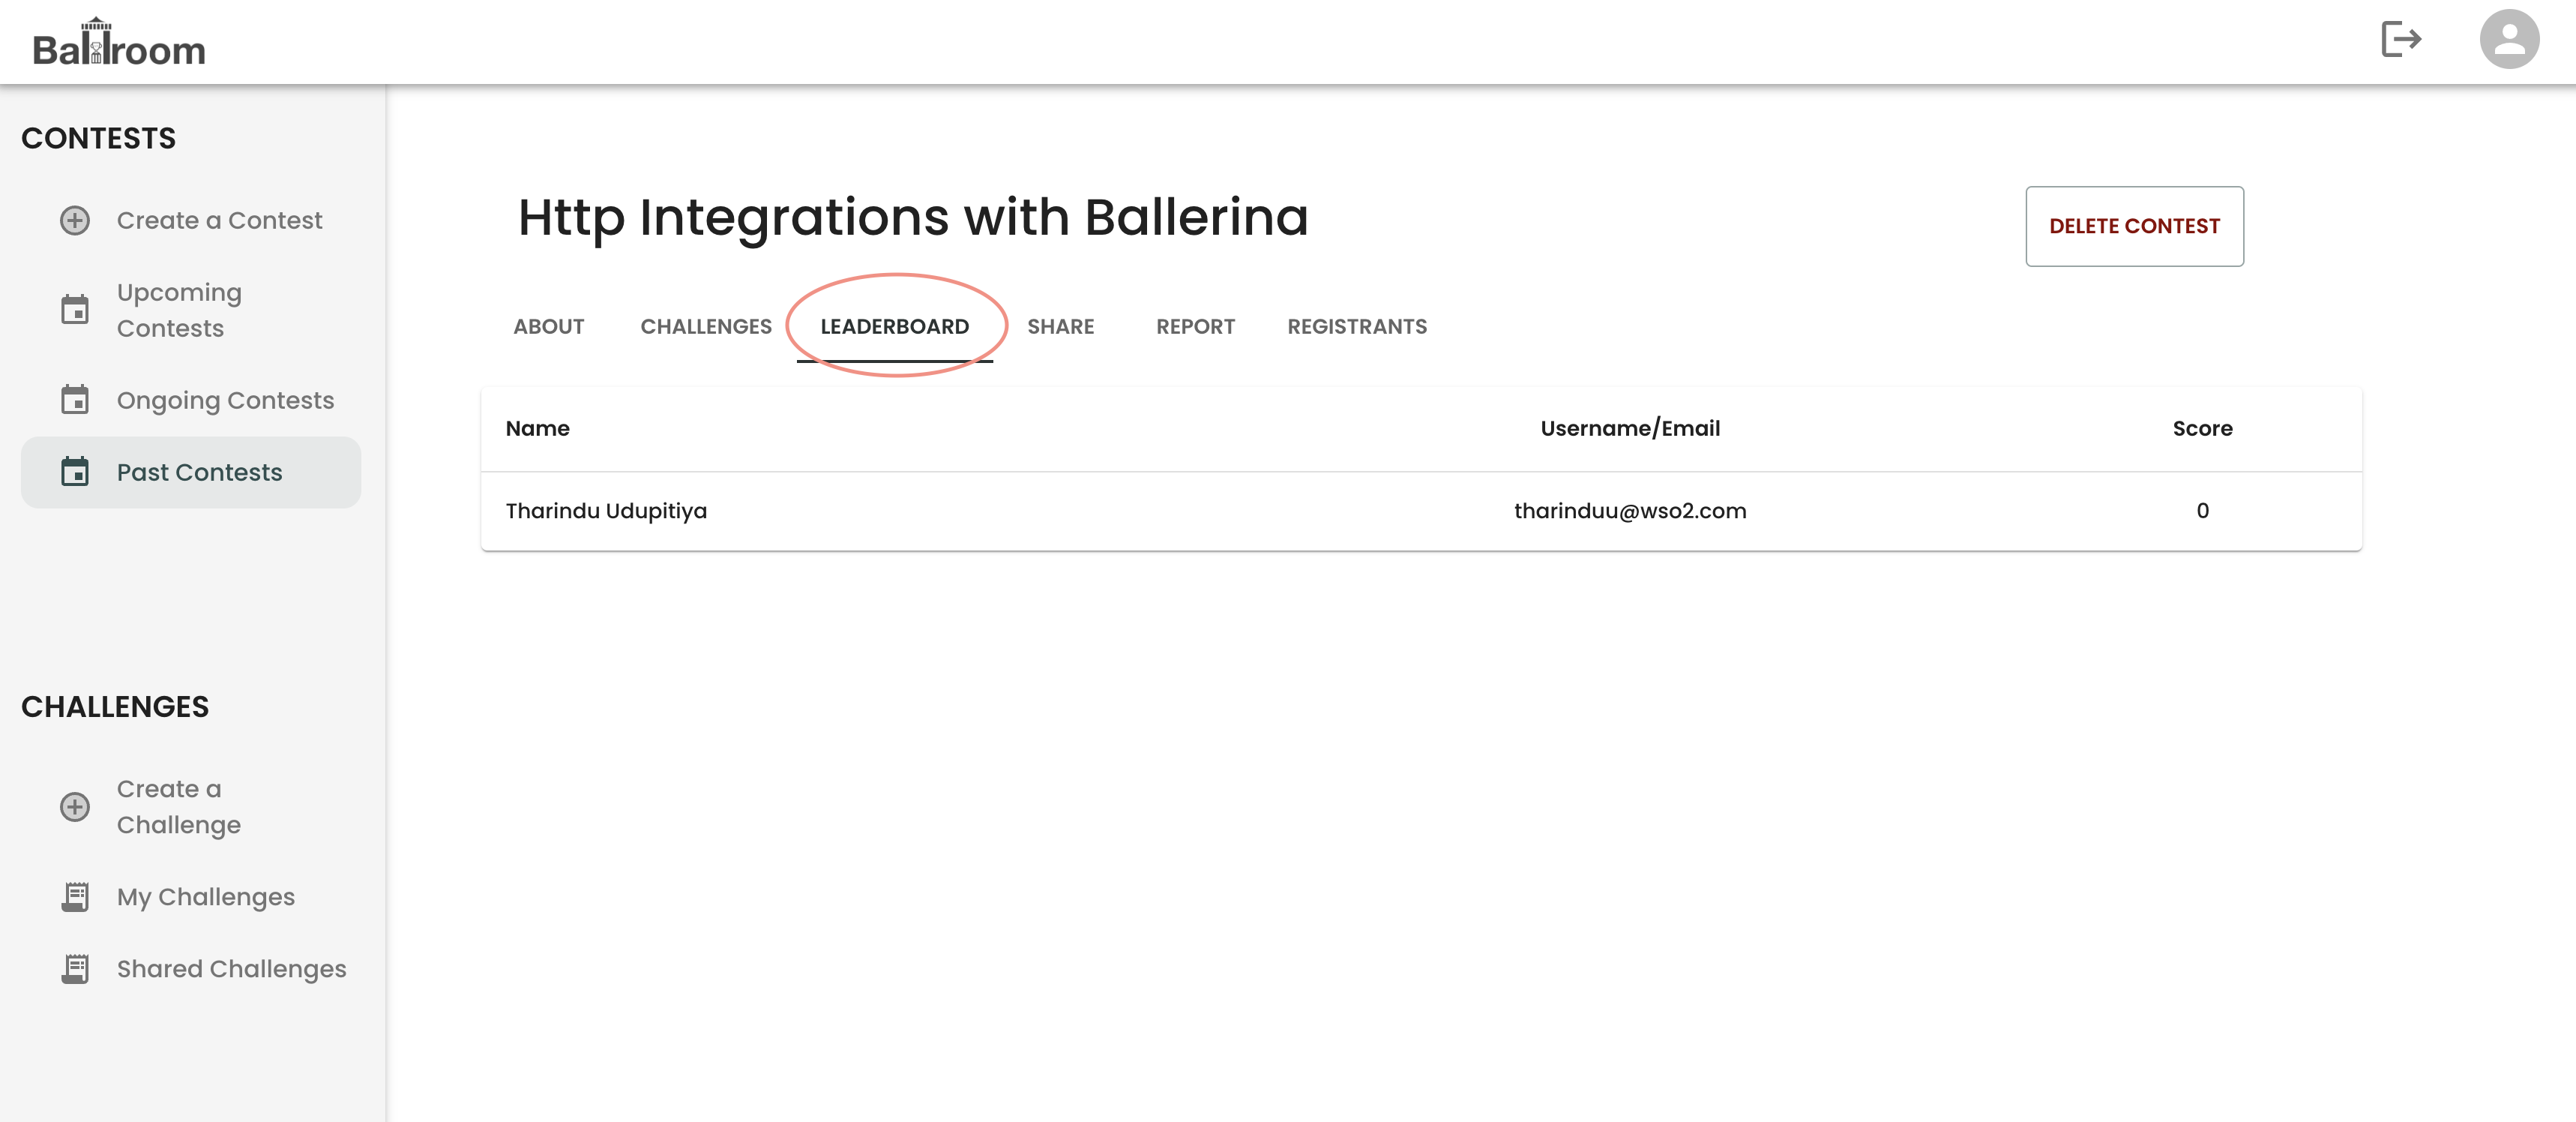 Ballroom
CONTESTS
Create a Contest
Upcoming
Contests
Ongoing Contests
Past Contests
CHALLENGES
Create a
Challenge
My Challenges
Shared Challenges
Http Integrations with Ballerina
DELETE CONTEST
ABOUT CHALLENGES LEADERBOARD SHARE REPORT REGISTRANTS
Name Username/Email Score
Tharindu Udupitiya tharinduu@wso2.com 0